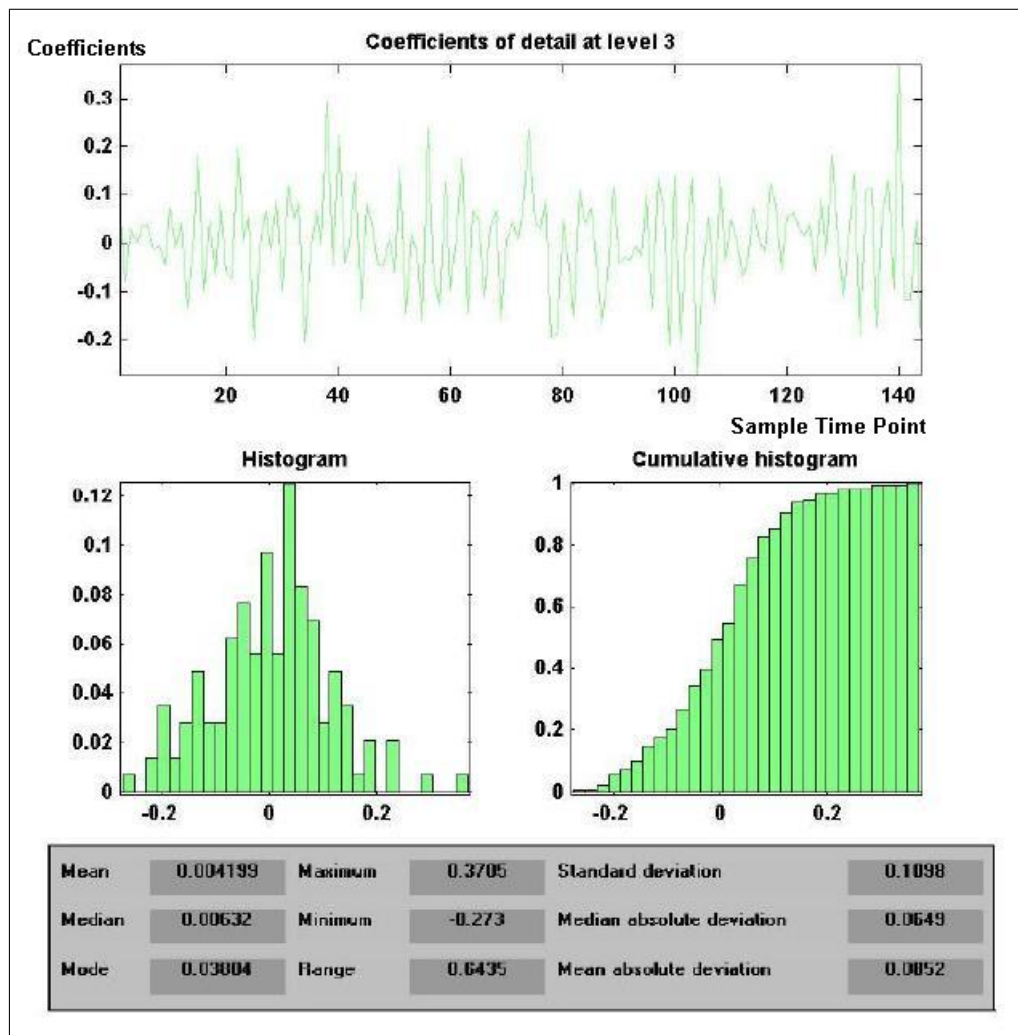 Coefficients
Coefficients of detail at level 3
0.3
0.2
0.1
0
-0.1
-0.2
20 40 60 80 100 120 140
Sample Time Point
Histogram
0.12
0.1
0.08
0.06
0.04
0.02
0
-0.2 0 0.2
Cumulative histogram
1
0.8
0.6
0.4
0.2
0
-0.2 0 0.2
Mean 0.004199 Maximum 0.3705 Standard deviation 0.1098
Median 0.00632 Minimum -0.273 Median absolute deviation 0.0649
Mode 0.03804 Range 0.6435 Mean absolute deviation 0.0852